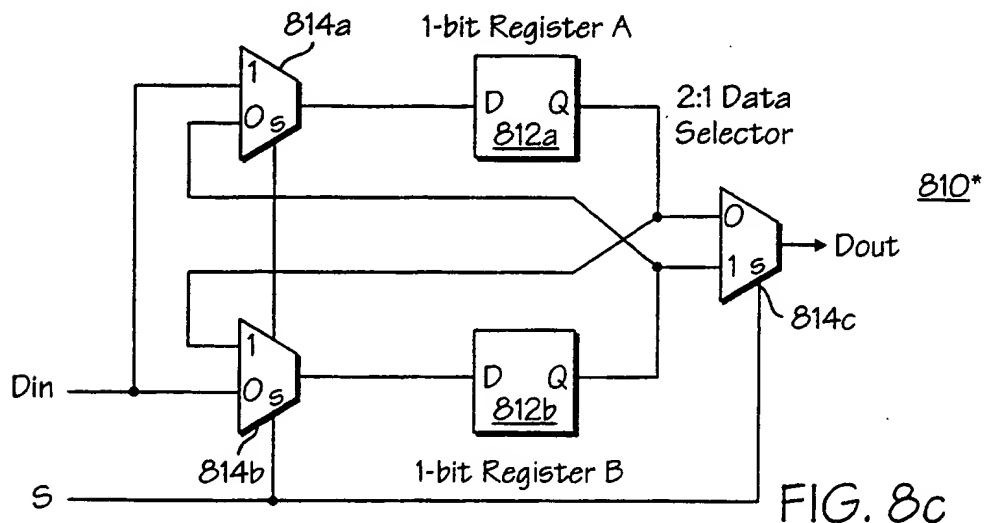 814a
1-bit Register A
1
0
s
D Q
812a
2:1 Data
Selector
810*
0
1 s
Dout
814c
1
0
s
Din
D Q
812b
814b
1-bit Register B
S
FIG. 8c